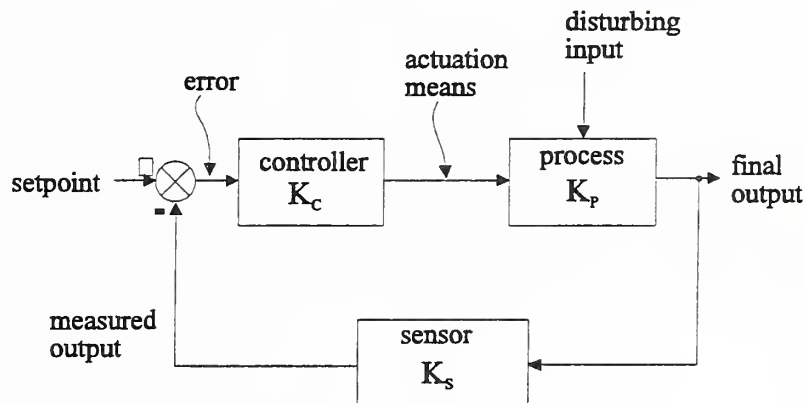 disturbing
input
actuation
means
error
controller
K_C
process
K_P
setpoint
-
final
output
measured
output
sensor
K_S